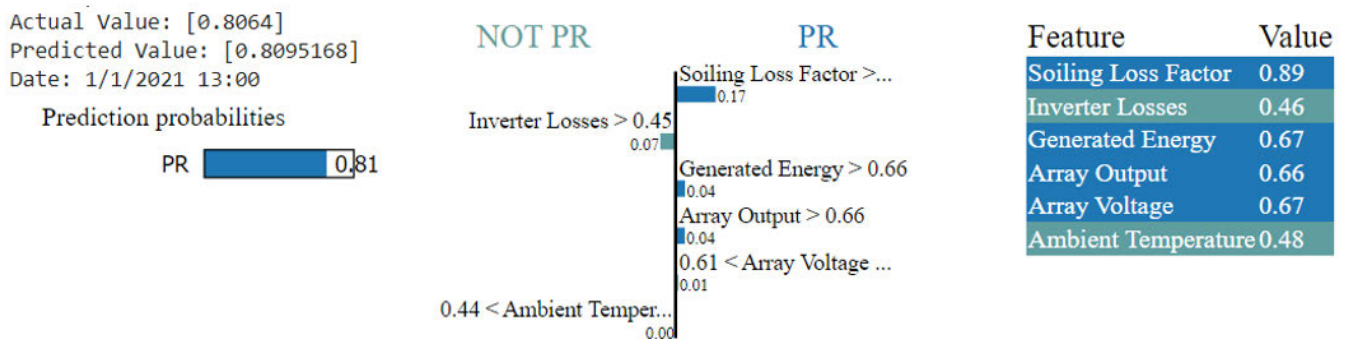 Actual Value: [0.8064]
Predicted Value: [0.8095168]
Date: 1/1/2021 13:00
Prediction probabilities
PR 0.81
NOT PR PR
Soiling Loss Factor >...
0.17
Inverter Losses > 0.45
0.07
Generated Energy > 0.66
0.04
Array Output > 0.66
0.04
0.61 < Array Voltage ...
0.01
0.44 < Ambient Temper...
0.00
Feature Value
Soiling Loss Factor 0.89
Inverter Losses 0.46
Generated Energy 0.67
Array Output 0.66
Array Voltage 0.67
Ambient Temperature 0.48